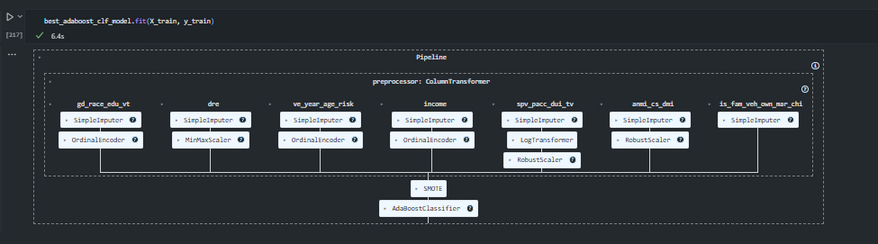 best_adaboost_clf_model.fit(X_train, y_train)
[217]
6.4s
Pipeline
preprocessor: ColumnTransformer
gd_race_edu_vt dre ve_year_age_risk income spv_pacc_dui_tv anmi_cs_dmi is_fam_veh_own_mar_chi
SimpleImputer ? SimpleImputer ? SimpleImputer ? SimpleImputer ? SimpleImputer ? SimpleImputer ? SimpleImputer ?
OrdinalEncoder ? MinMaxScaler ? OrdinalEncoder ? OrdinalEncoder ? LogTransformer RobustScaler ?
RobustScaler ?
SMOTE
AdaBoostClassifier ?